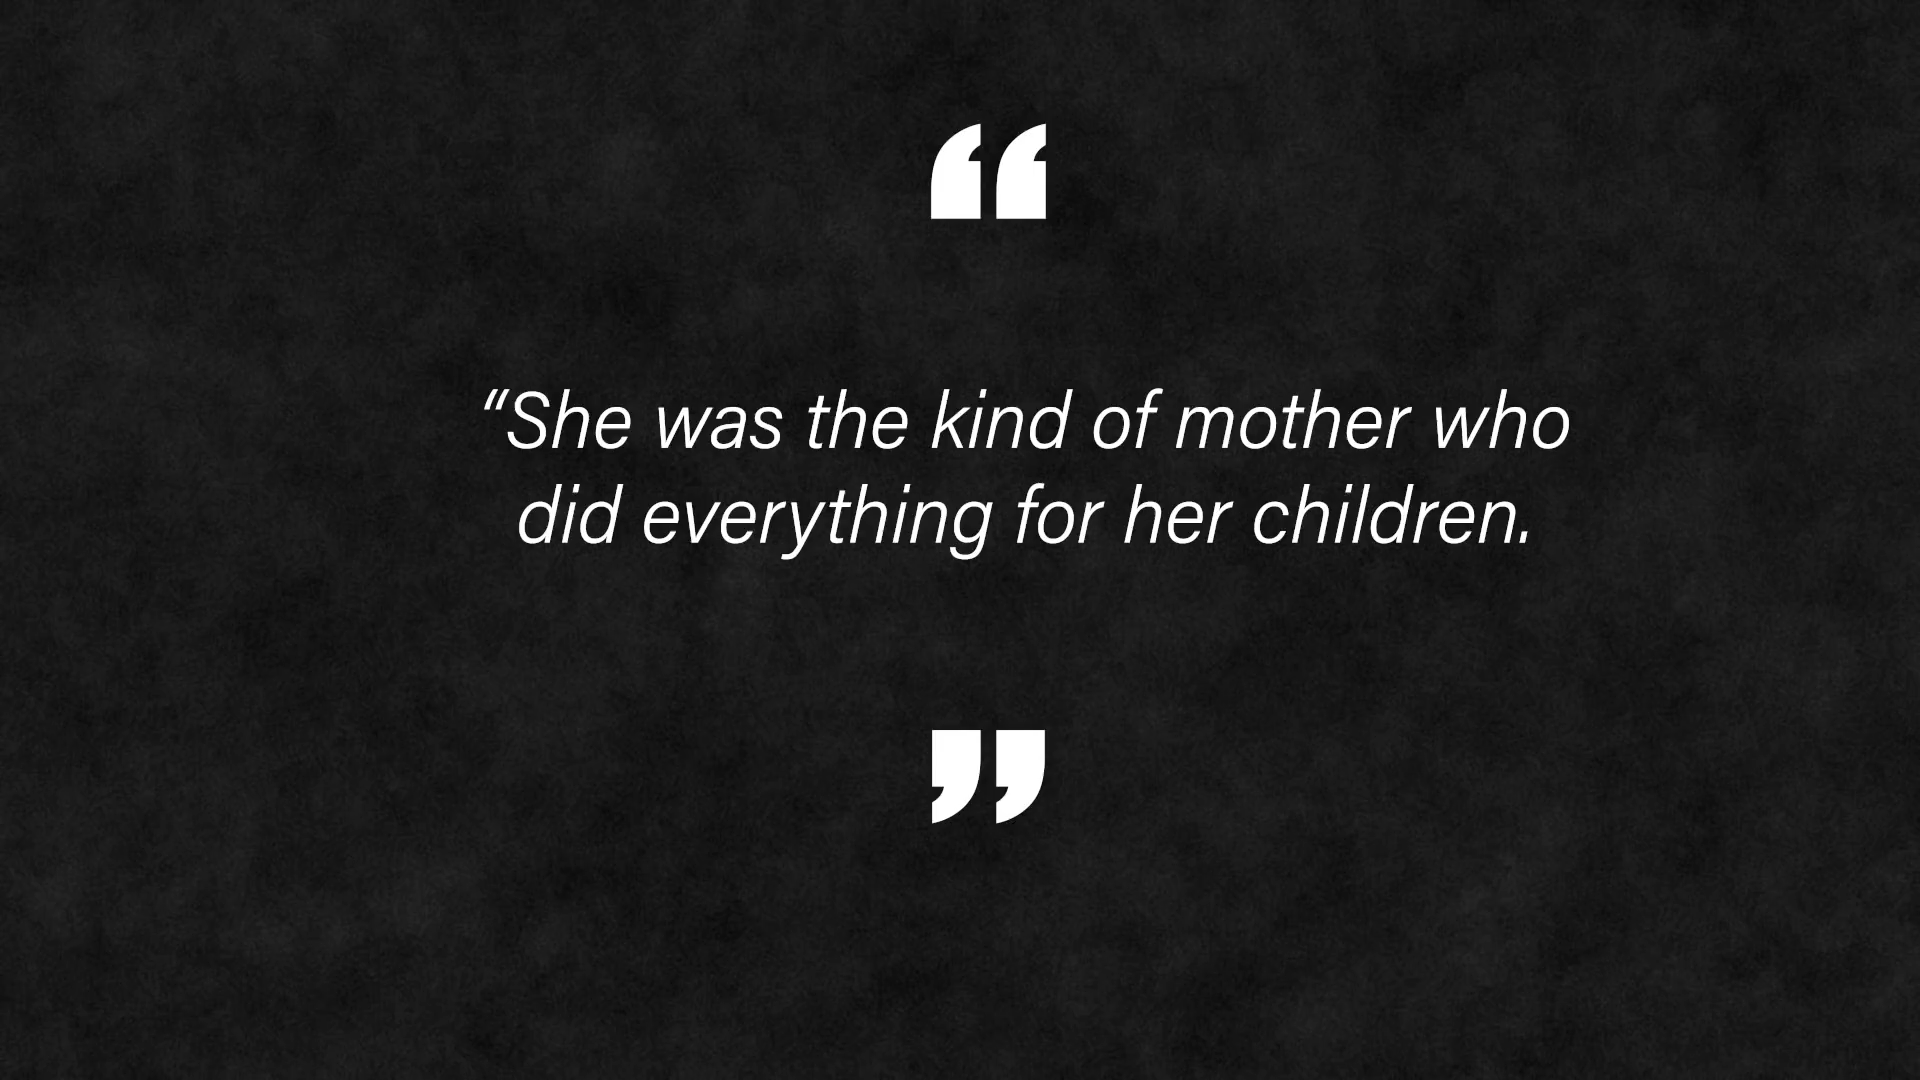 “
“She was the kind of mother who
did everything for her children.
”